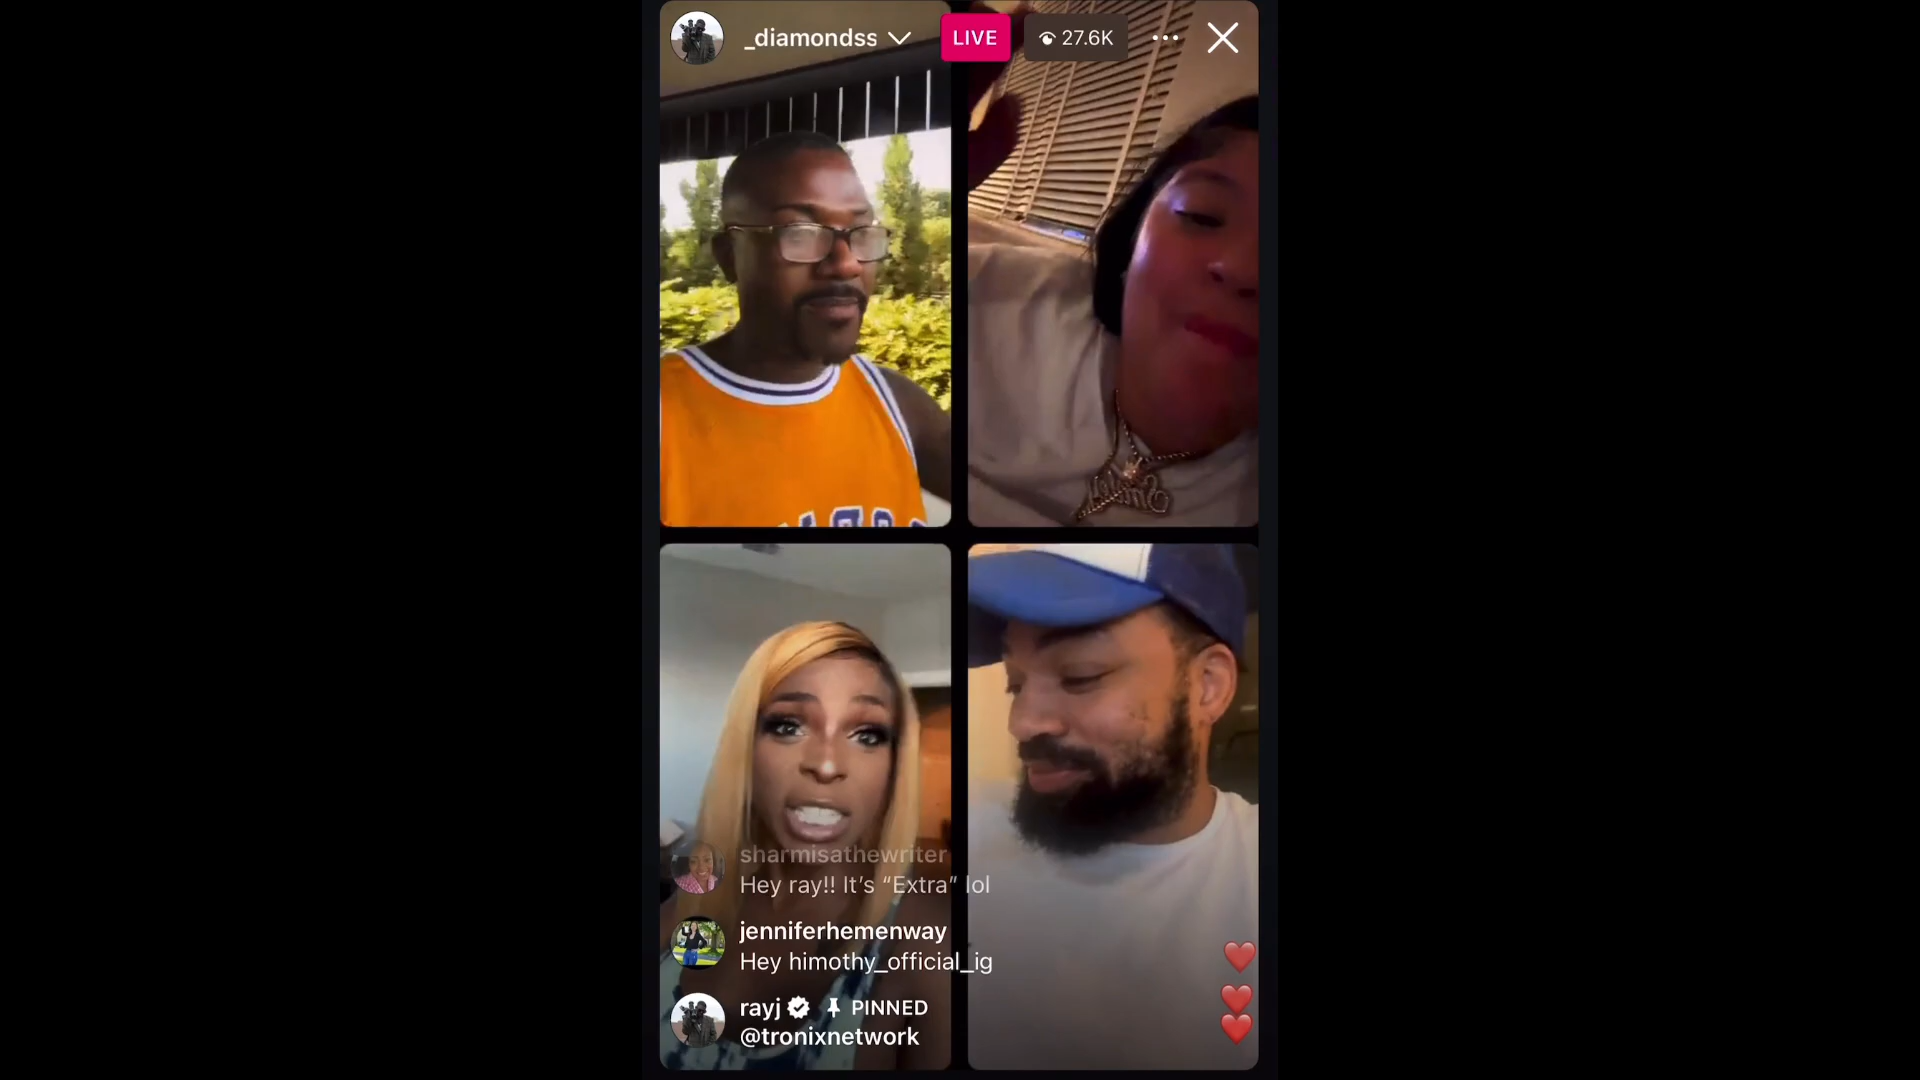 _diamondss
LIVE
27.6K
sharmisathewriter
Hey ray!! It's “Extra” lol
jenniferhemenway
Hey himothy_official_ig
rayj PINNED
@tronixnetwork